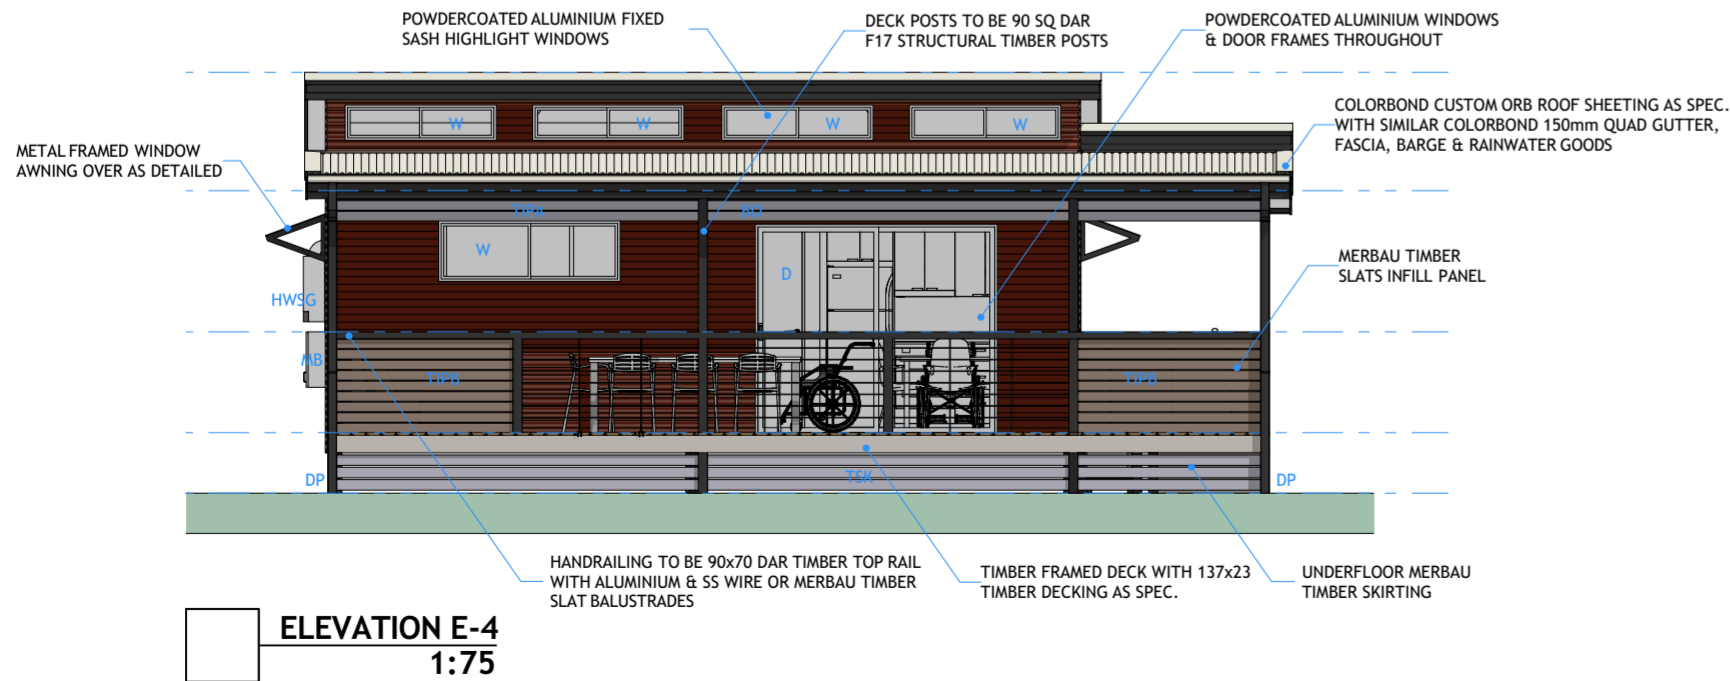 POWDERCOATED ALUMINIUM FIXED
SASH HIGHLIGHT WINDOWS
DECK POSTS TO BE 90 SQ DAR
F17 STRUCTURAL TIMBER POSTS
POWDERCOATED ALUMINIUM WINDOWS
& DOOR FRAMES THROUGHOUT
COLORBOND CUSTOM ORB ROOF SHEETING AS SPEC.
WITH SIMILAR COLORBOND 150mm QUAD GUTTER,
FASCIA, BARGE & RAINWATER GOODS
METAL FRAMED WINDOW
AWNING OVER AS DETAILED
W
W
W
W
TIPA
W
D
HWSG
MERBAU TIMBER
SLATS INFILL PANEL
MB
TIPB
TIPB
DP
TSK
DP
HANDRAILING TO BE 90x70 DAR TIMBER TOP RAIL
WITH ALUMINIUM & SS WIRE OR MERBAU TIMBER
SLAT BALUSTRADES
TIMBER FRAMED DECK WITH 137x23
TIMBER DECKING AS SPEC.
UNDERFLOOR MERBAU
TIMBER SKIRTING
ELEVATION E-4
1:75